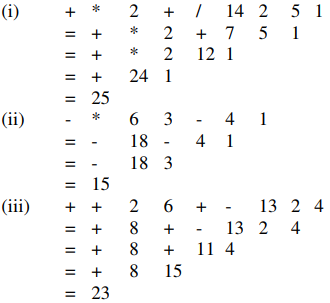 (i) + * 2 + / 14 2 5 1
= + * 2 + 7 5 1
= + * 2 12 1
= + 24 1
= 25
(ii) - * 6 3 - 4 1
= - 18 - 4 1
= - 18 3
= 15
(iii) + + 2 6 + - 13 2 4
= + 8 + - 13 2 4
= + 8 + 11 4
= + 8 15
= 23